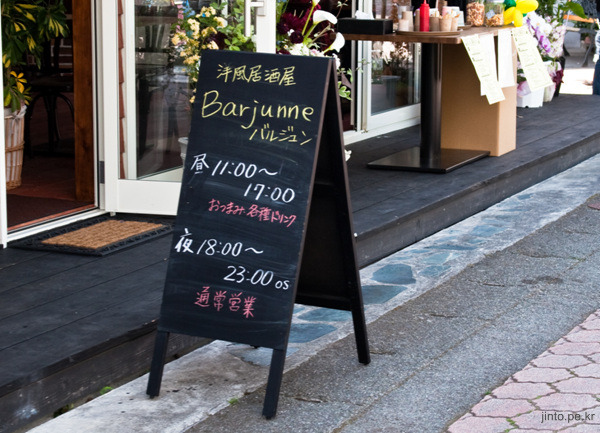 洋風居酒屋
Barjunne
バルジュン
昼 11:00~
17:00
おつまみ 各種ドリンク
夜 18:00~
23:00 os
通常営業
jinto.pe.kr